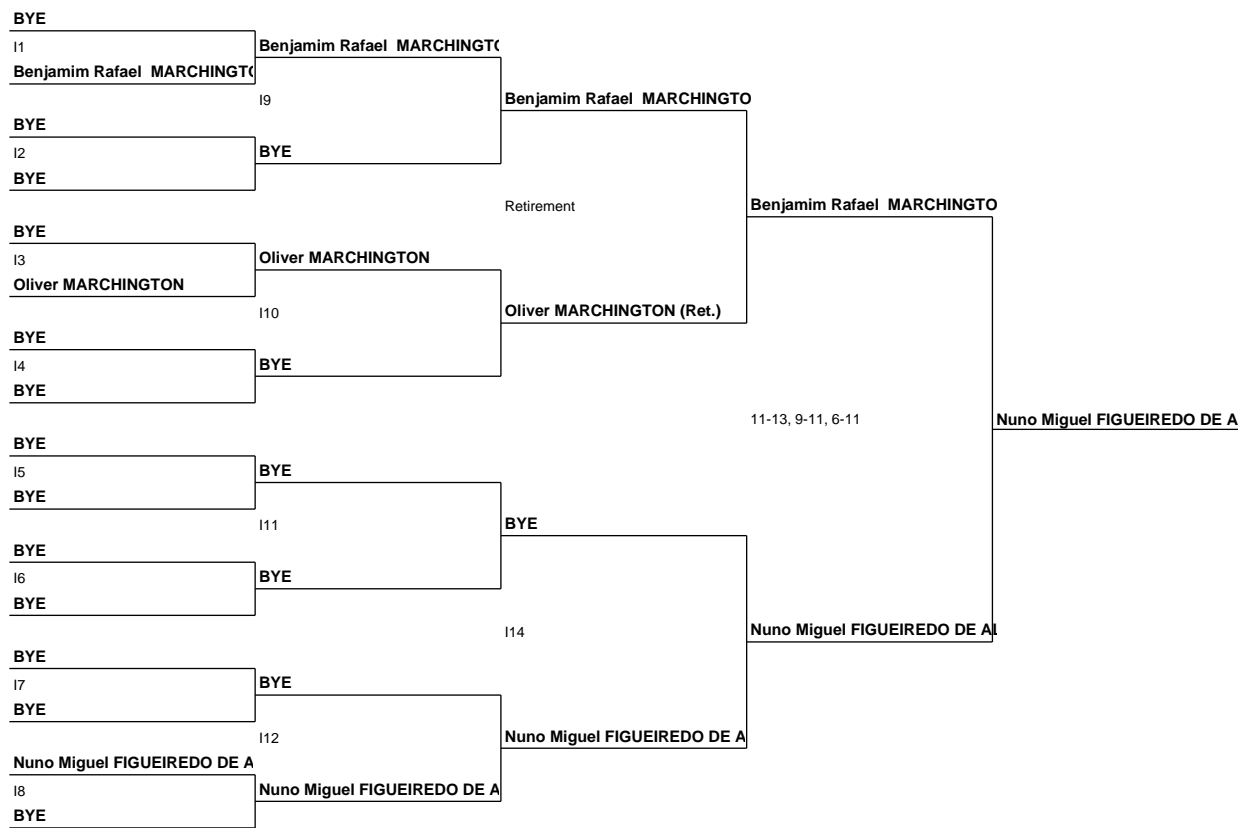 BYE
I1
Benjamim Rafael MARCHINGTO
Benjamim Rafael MARCHINGTO
I9
Benjamim Rafael MARCHINGTO
BYE
I2
BYE
BYE
Retirement
Benjamim Rafael MARCHINGTO
BYE
I3
Oliver MARCHINGTON
Oliver MARCHINGTON
I10
Oliver MARCHINGTON (Ret.)
BYE
I4
BYE
BYE
11-13, 9-11, 6-11
Nuno Miguel FIGUEIREDO DE A
BYE
I5
BYE
BYE
I11
BYE
BYE
I6
BYE
BYE
I14
Nuno Miguel FIGUEIREDO DE AL
BYE
I7
BYE
BYE
I12
Nuno Miguel FIGUEIREDO DE A
Nuno Miguel FIGUEIREDO DE A
I8
Nuno Miguel FIGUEIREDO DE A
BYE